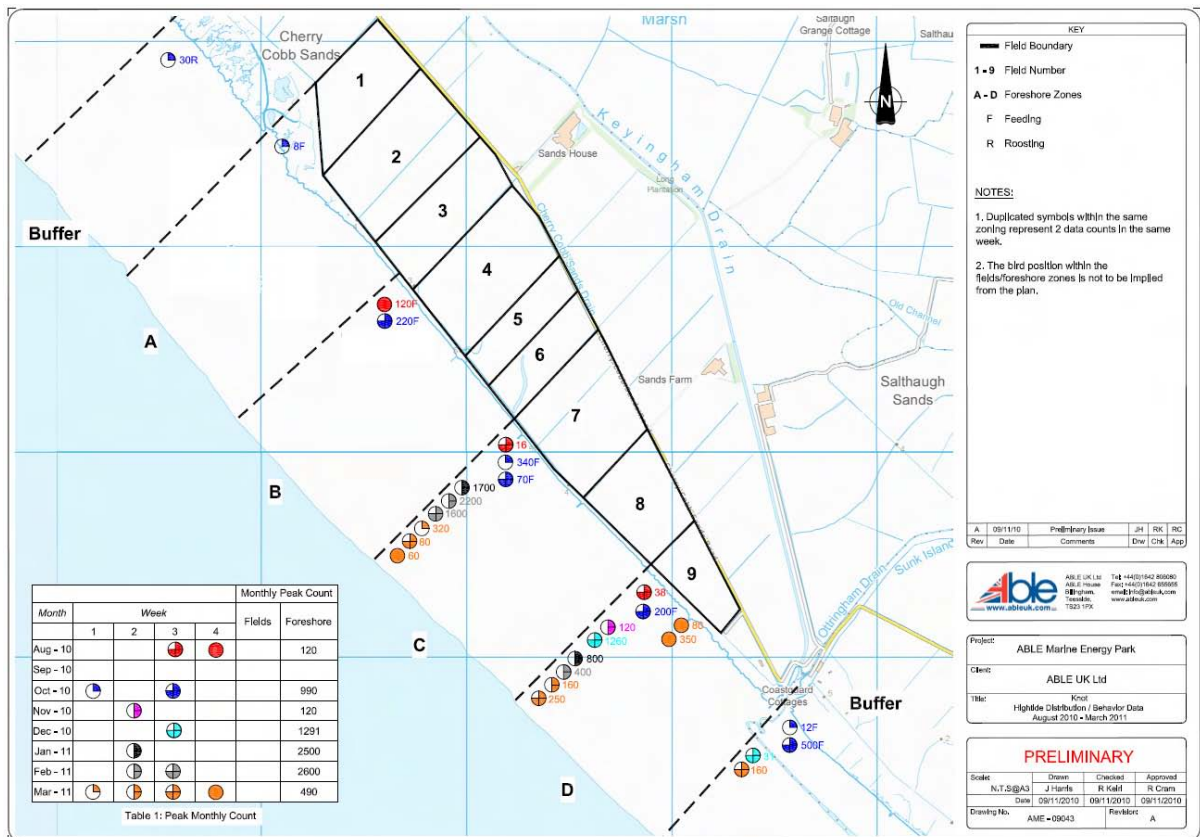 Marsh
Saltaugh
Grange Cottage
Salthau
Cherry
Cobb Sands
30R
8F
1
2
3
4
5
6
7
8
9
Sands House
Long
Plantation
Keyingham Drain
Cherry Cobb Sands Drain
Old Channel
Sands Farm
Salthaugh
Sands
Buffer
A
B
C
D
120F
220F
16
340F
70F
1700
2200
1600
320
80
60
38
200F
80
350
120
1260
800
400
160
250
Ottringham Drain
Sunk Island
Coastguard
Cottages
Buffer
12F
500F
31
160
N
Monthly Peak Count
Month Week Fields Foreshore
1 2 3 4
Aug - 10 120
Sep - 10
Oct - 10 990
Nov - 10 120
Dec - 10 1291
Jan - 11 2500
Feb - 11 2600
Mar - 11 490
Table 1: Peak Monthly Count
KEY
Field Boundary
1 - 9 Field Number
A - D Foreshore Zones
F Feeding
R Roosting
NOTES:
1. Duplicated symbols within the same
zoning represent 2 data counts in the same
week.
2. The bird position within the
fields/foreshore zones is not to be implied
from the plan.
A 09/11/10 Preliminary Issue JH RK RC
Rev Date Comments Drw Chk App
Able
www.ableuk.com
ABLE UK Ltd
ABLE House
Billingham,
Teesside,
TS23 1PX
www.ableuk.com
Project:
ABLE Marine Energy Park
Client:
ABLE UK Ltd
Title:
Knot
Hightide Distribution / Behavior Data
August 2010 - March 2011
PRELIMINARY
Scale: Drawn Checked Approved
N.T.S@A3 J Harris R Keirl R Cram
Date 09/11/2010 09/11/2010 09/11/2010
Drawing No. Revision:
AME - 09043 A